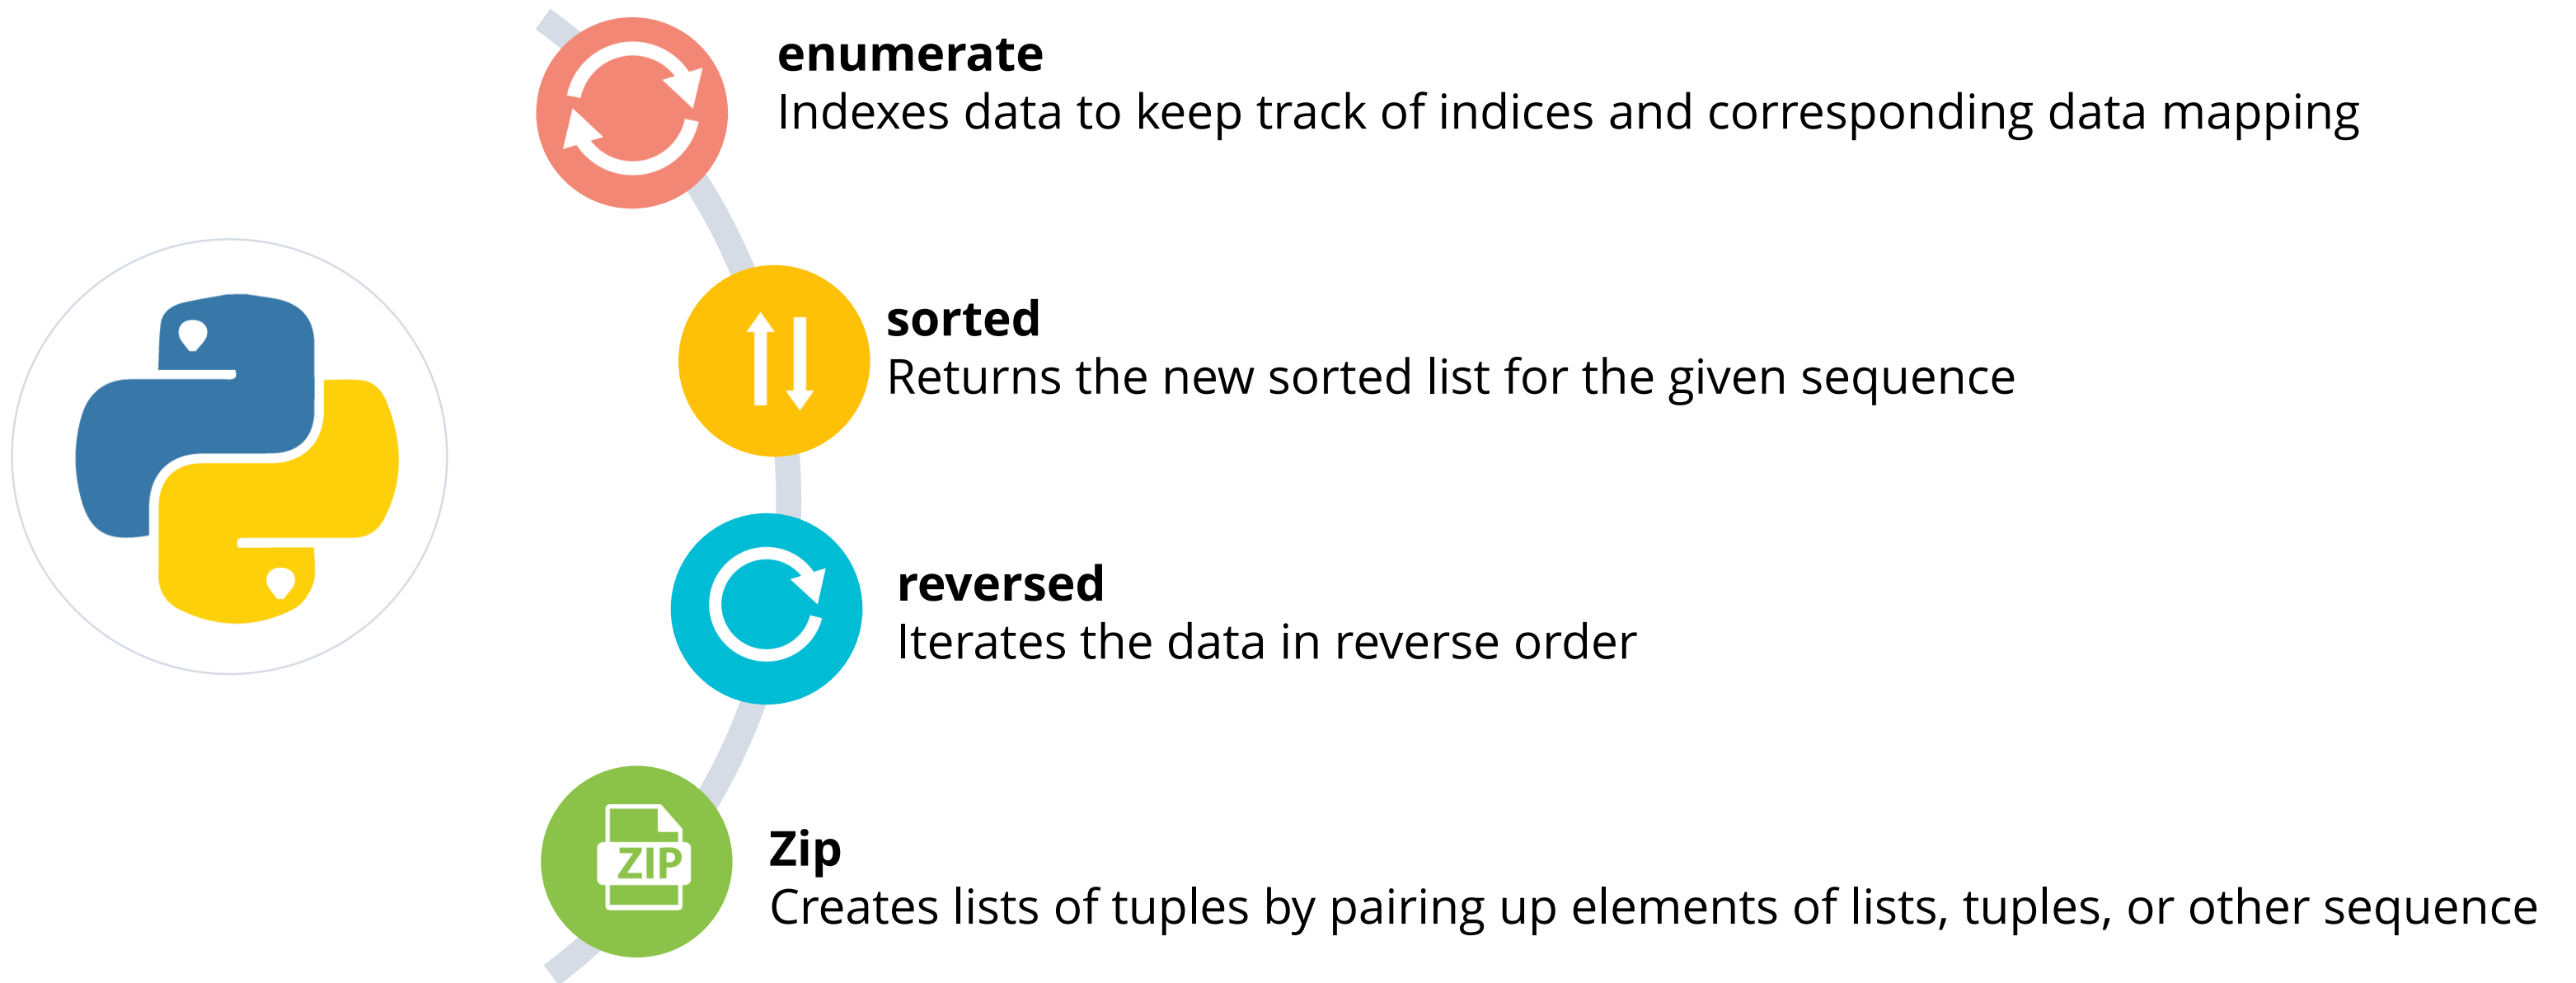 enumerate
Indexes data to keep track of indices and corresponding data mapping
sorted
Returns the new sorted list for the given sequence
reversed
Iterates the data in reverse order
ZIP
Zip
Creates lists of tuples by pairing up elements of lists, tuples, or other sequence